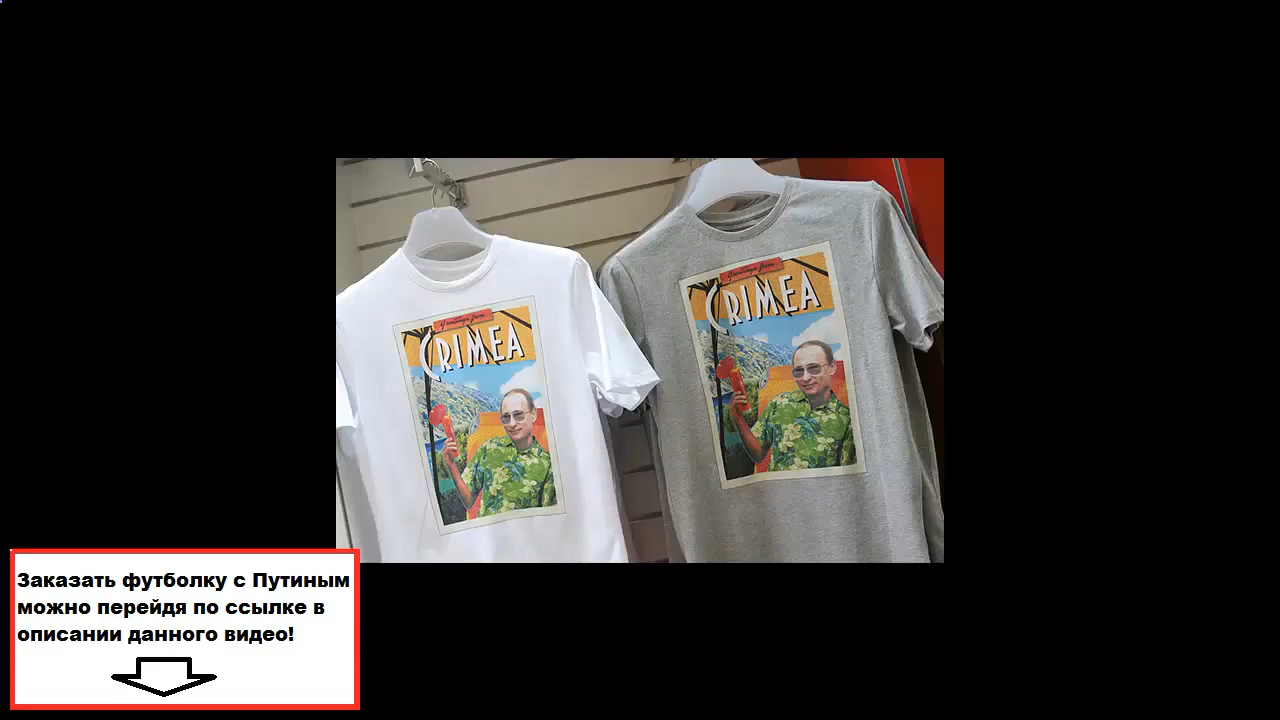 Greetings from
CRIMEA
Greetings from
CRIMEA
Заказать футболку с Путиным
можно перейдя по ссылке в
описании данного видео!